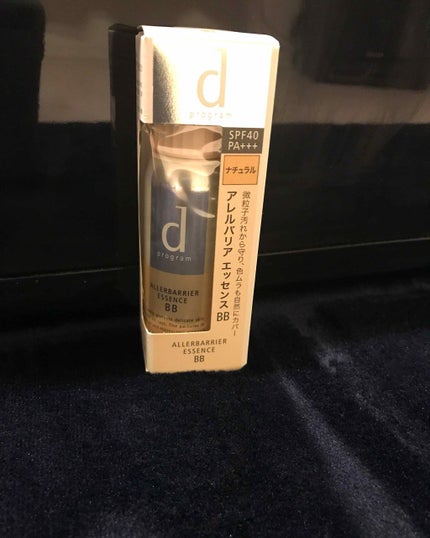 d
program
SPF40
PA+++
ナチュラル
微粒子汚れから守り、色ムラも自然にカバー
アレルバリア エッセンス BB
d
program
ALLERBARRIER
ESSENCE
BB
delicate skin
ALLERBARRIER
ESSENCE
BB